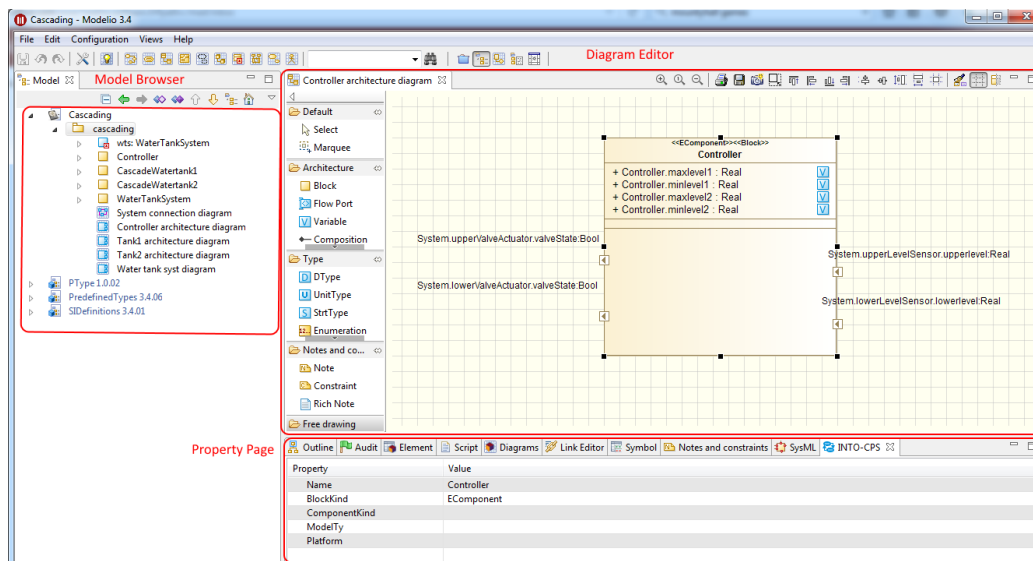 Cascading - Modelio 3.4
File Edit Configuration Views Help
Diagram Editor
Model
Model Browser
Cascading
cascading
wts: WaterTankSystem
Controller
CascadeWatertank1
CascadeWatertank2
WaterTankSystem
System connection diagram
Controller architecture diagram
Tank1 architecture diagram
Tank2 architecture diagram
Water tank syst diagram
PType 1.0.02
PredefinedTypes 3.4.06
SIDefinitions 3.4.01
Controller architecture diagram
Default
Select
Marquee
Architecture
Block
Flow Port
Variable
Composition
Type
DType
UnitType
StrtType
Enumeration
Notes and co...
Note
Constraint
Rich Note
Free drawing
<<EComponent>><<Block>>
Controller
+ Controller.maxlevel1 : Real V
+ Controller.minlevel1 : Real V
+ Controller.maxlevel2 : Real V
+ Controller.minlevel2 : Real V
System.upperValveActuator.valveState:Bool
System.upperLevelSensor.upperlevel:Real
System.lowerValveActuator.valveState:Bool
System.lowerLevelSensor.lowerlevel:Real
Property Page
Outline Audit Element Script Diagrams Link Editor Symbol Notes and constraints SysML INTO-CPS
Property Value
Name Controller
BlockKind EComponent
ComponentKind
ModelTy
Platform